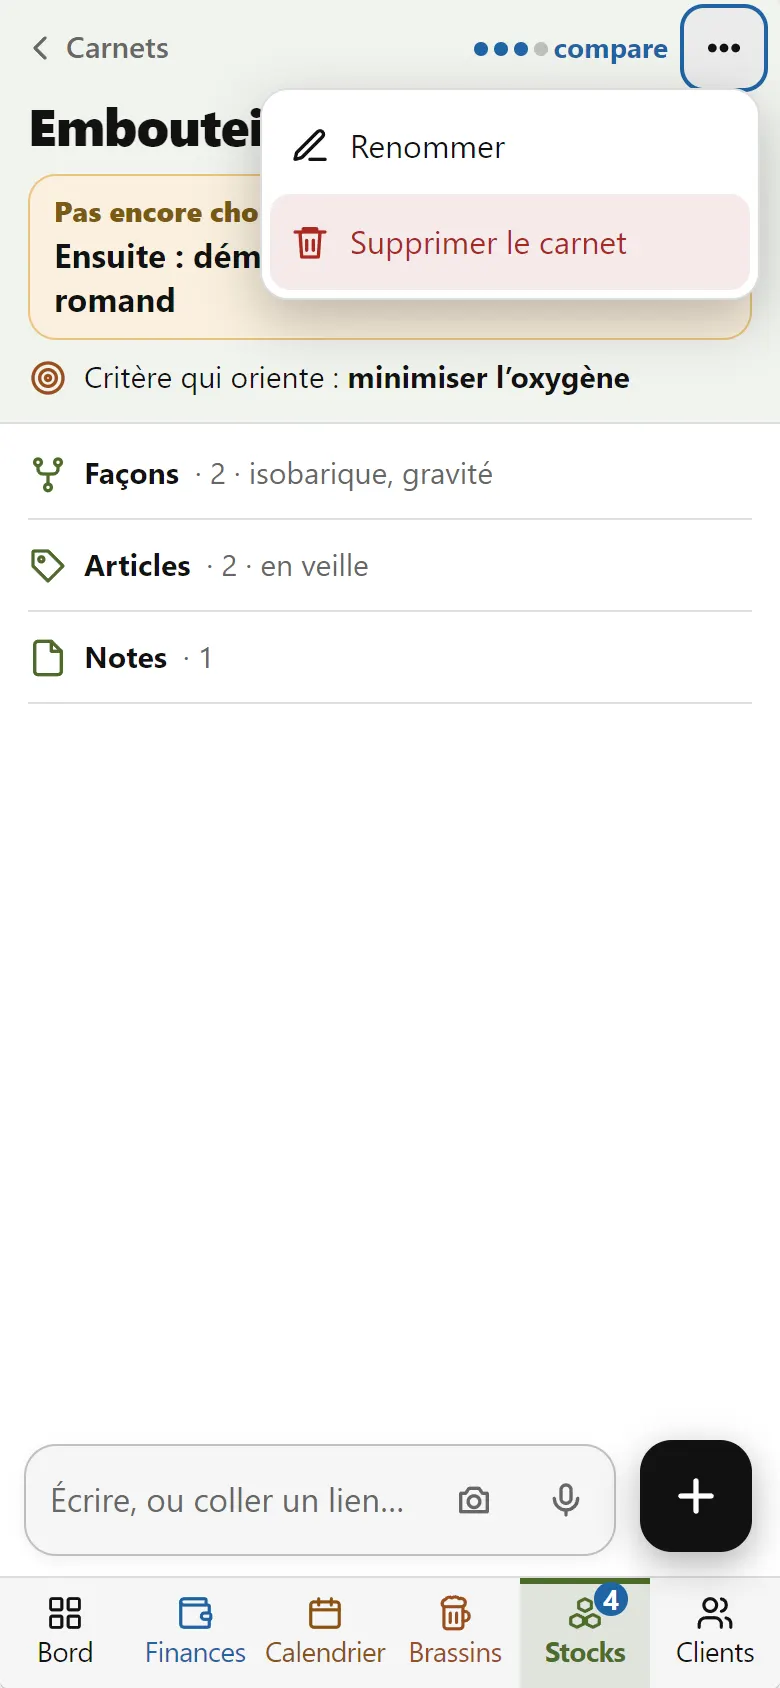 Carnets
compare
Emboutei
Renommer
Pas encore cho
Supprimer le carnet
Ensuite : dém
romand
Critère qui oriente : minimiser l’oxygène
Façons · 2 · isobarique, gravité
Articles · 2 · en veille
Notes · 1
Écrire, ou coller un lien...
4
Bord
Finances
Calendrier
Brassins
Stocks
Clients